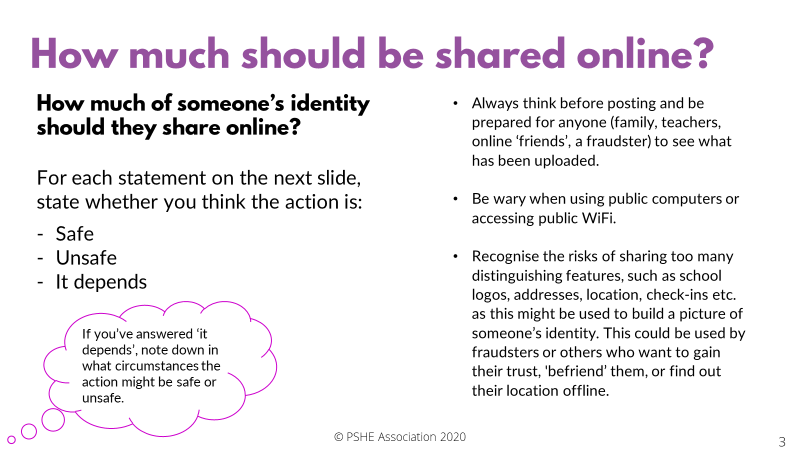 How much should be shared online?
How much of someone's identity
should they share online?
For each statement on the next slide,
state whether you think the action is:
- Safe
- Unsafe
- It depends
If you've answered 'it
depends', note down in
what circumstances the
action might be safe or
unsafe.
• Always think before posting and be
prepared for anyone (family, teachers,
online 'friends', a fraudster) to see what
has been uploaded.
• Be wary when using public computers or
accessing public WiFi.
• Recognise the risks of sharing too many
distinguishing features, such as school
logos, addresses, location, check-ins etc.
as this might be used to build a picture of
someone's identity. This could be used by
fraudsters or others who want to gain
their trust, 'befriend' them, or find out
their location offline.
© PSHE Association 2020
3